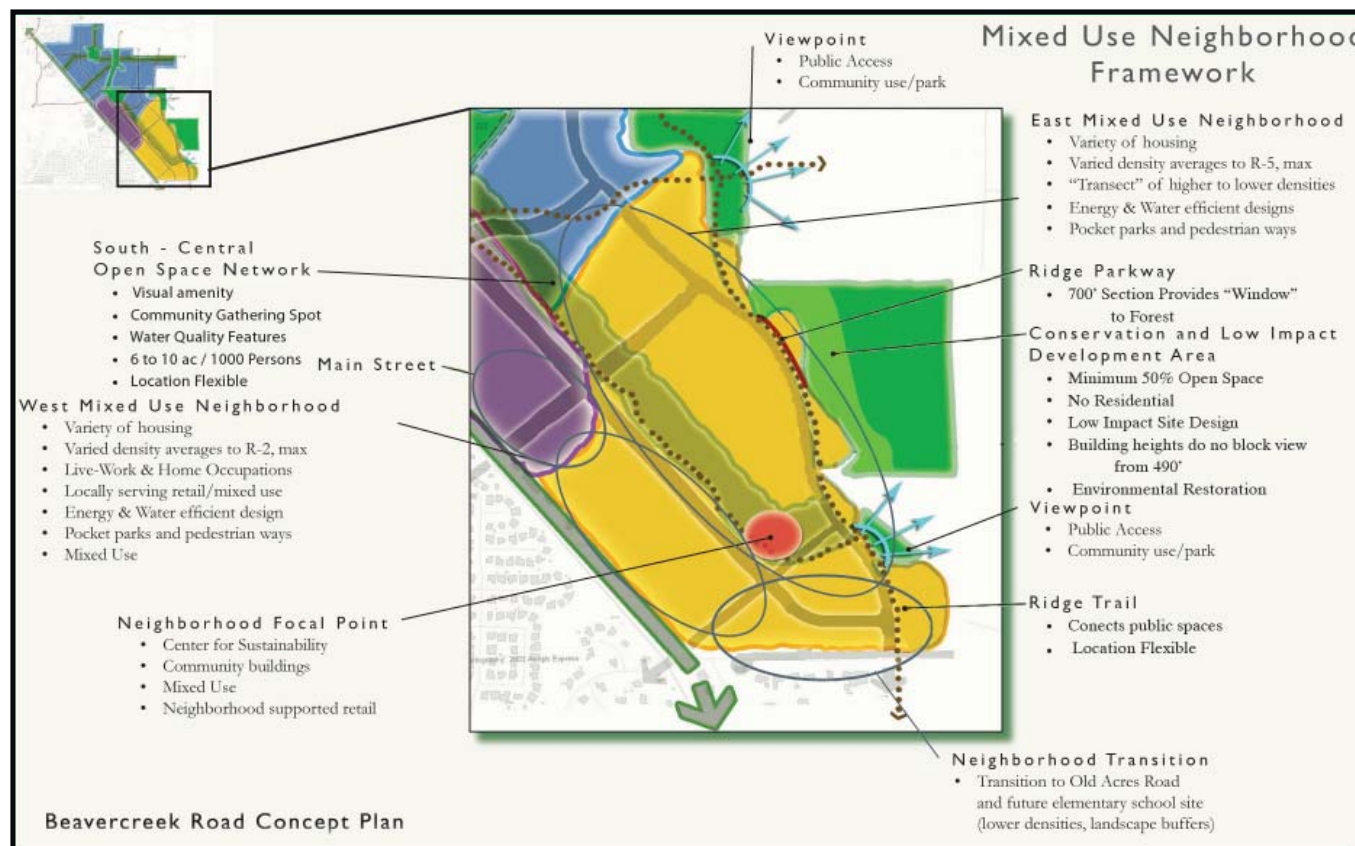 Mixed Use Neighborhood
Framework
Viewpoint
• Public Access
• Community use/park
East Mixed Use Neighborhood
• Variety of housing
• Varied density averages to R-5, max
• “Transect” of higher to lower densities
• Energy & Water efficient designs
• Pocket parks and pedestrian ways
South - Central
Open Space Network
• Visual amenity
• Community Gathering Spot
• Water Quality Features
• 6 to 10 ac / 1000 Persons
• Location Flexible
Ridge Parkway
• 700' Section Provides “Window”
to Forest
Conservation and Low Impact
Development Area
• Minimum 50% Open Space
• No Residential
• Low Impact Site Design
• Building heights do no block view
from 490'
• Environmental Restoration
Main Street
West Mixed Use Neighborhood
• Variety of housing
• Varied density averages to R-2, max
• Live-Work & Home Occupations
• Locally serving retail/mixed use
• Energy & Water efficient design
• Pocket parks and pedestrian ways
• Mixed Use
Viewpoint
• Public Access
• Community use/park
Ridge Trail
• Conects public spaces
• Location Flexible
Neighborhood Focal Point
• Center for Sustainability
• Community buildings
• Mixed Use
• Neighborhood supported retail
Neighborhood Transition
• Transition to Old Acres Road
and future elementary school site
(lower densities, landscape buffers)
Beavercreek Road Concept Plan